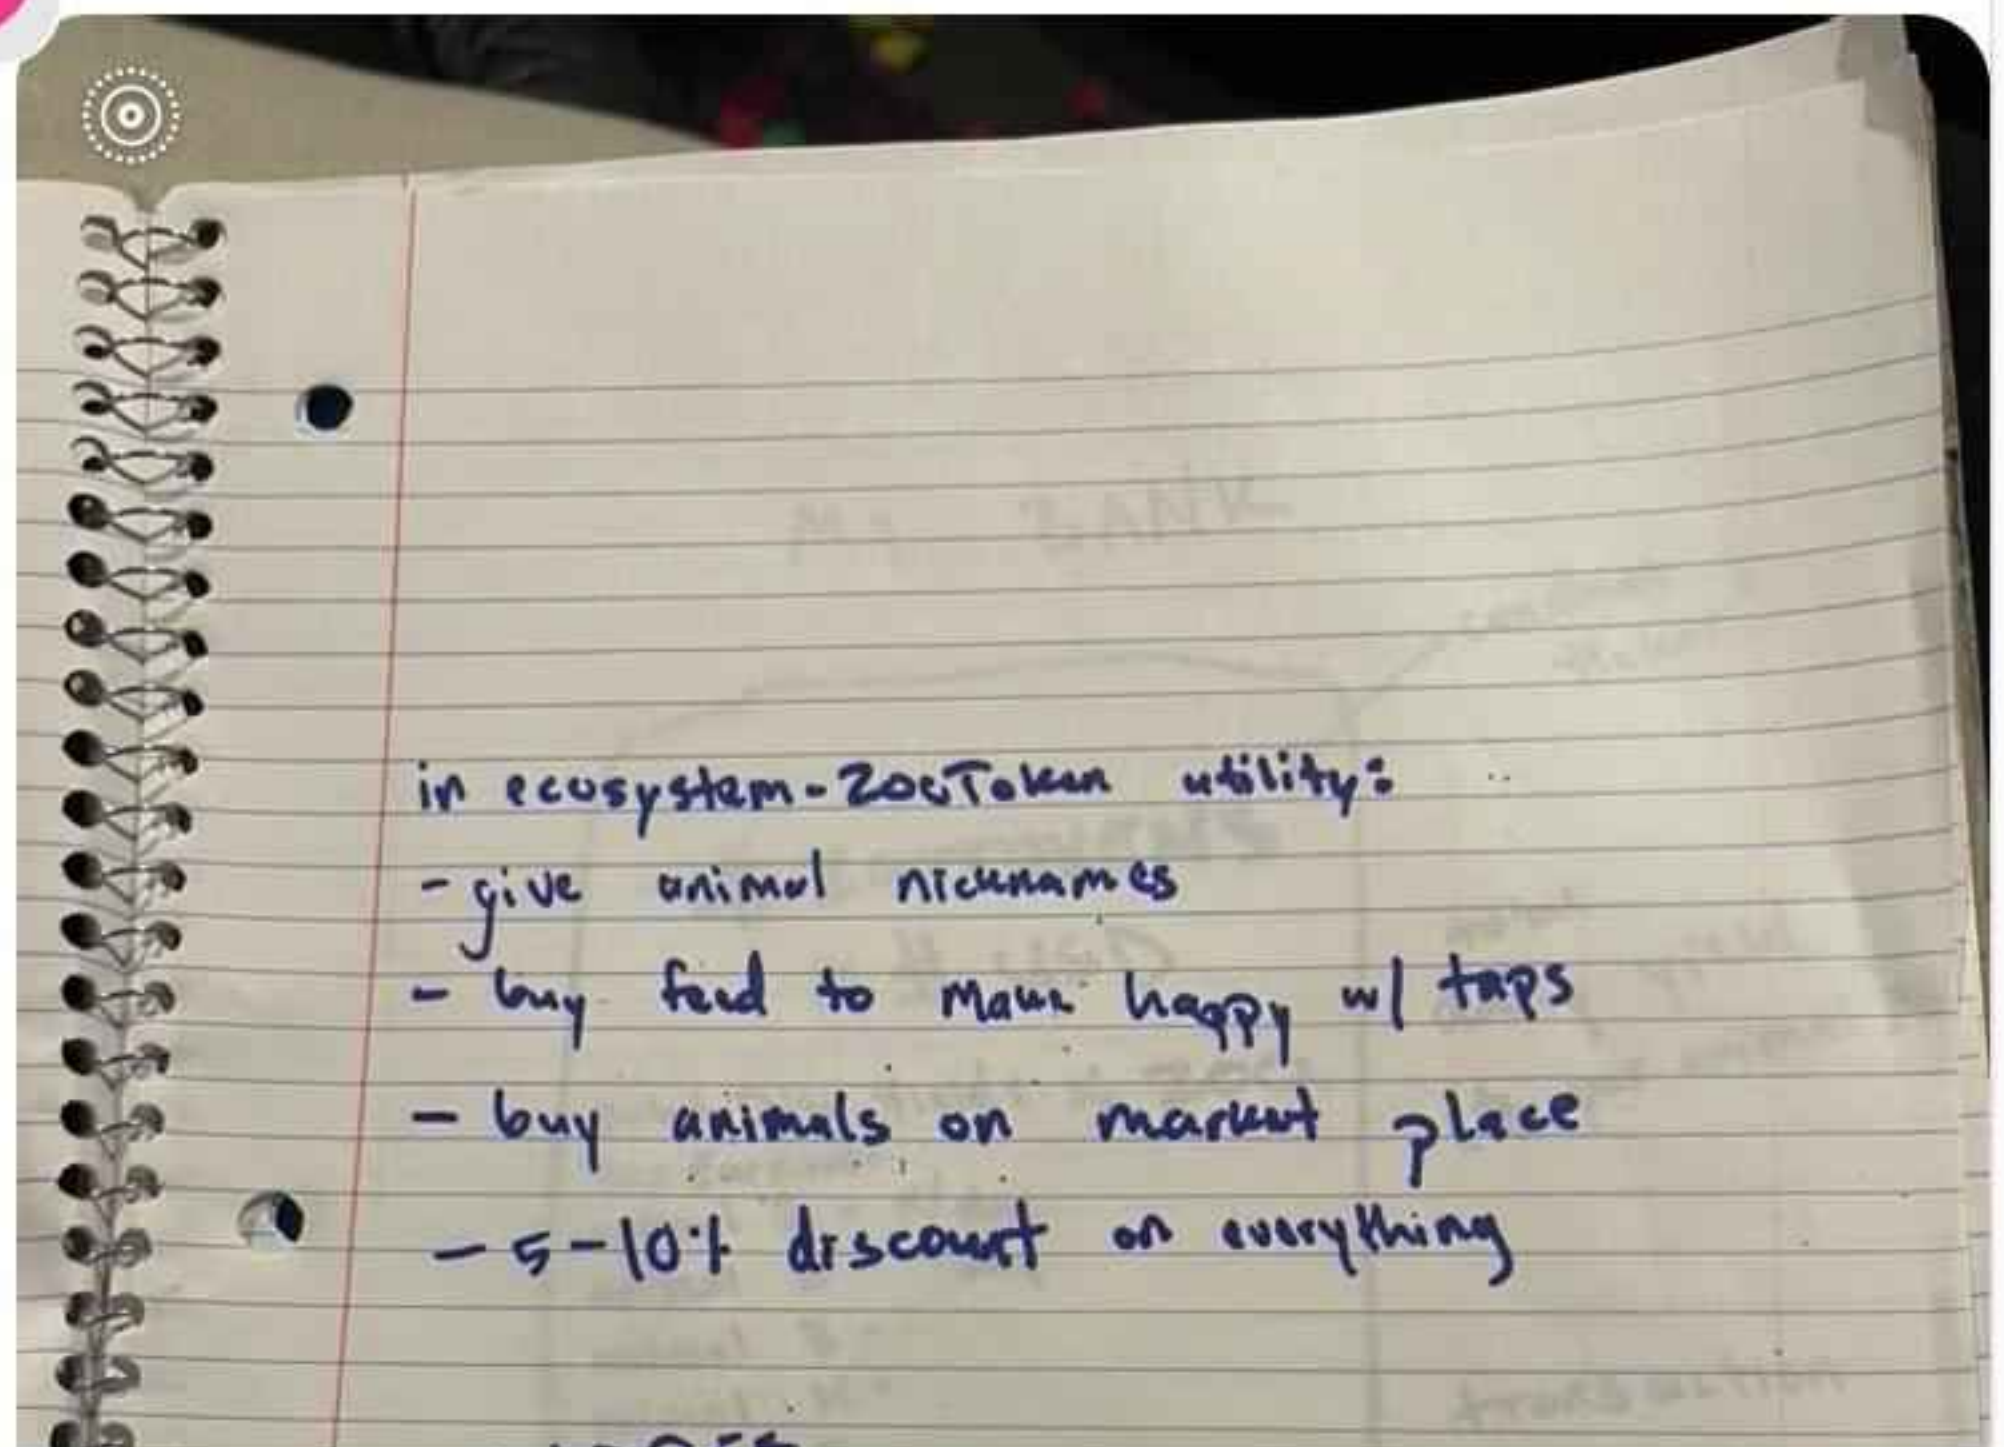 in ecosystem - ZooToken utility:
- give animal nicknames
- buy feed to make happy w/ taps
- buy animals on market place
- 5-10% discount on everything